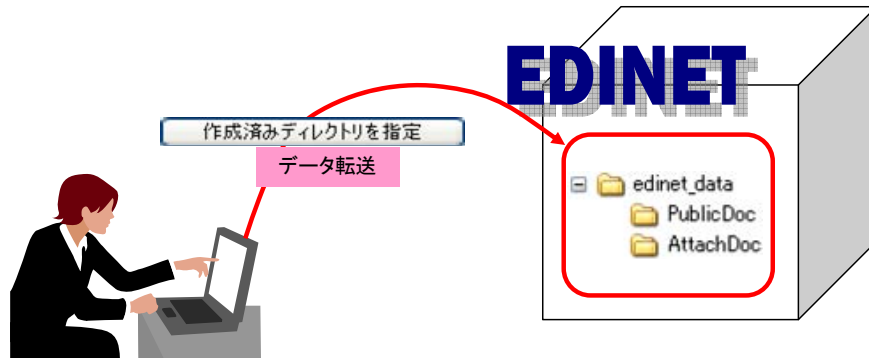 EDINET
作成済みディレクトリを指定
データ転送
edinet_data
PublicDoc
AttachDoc